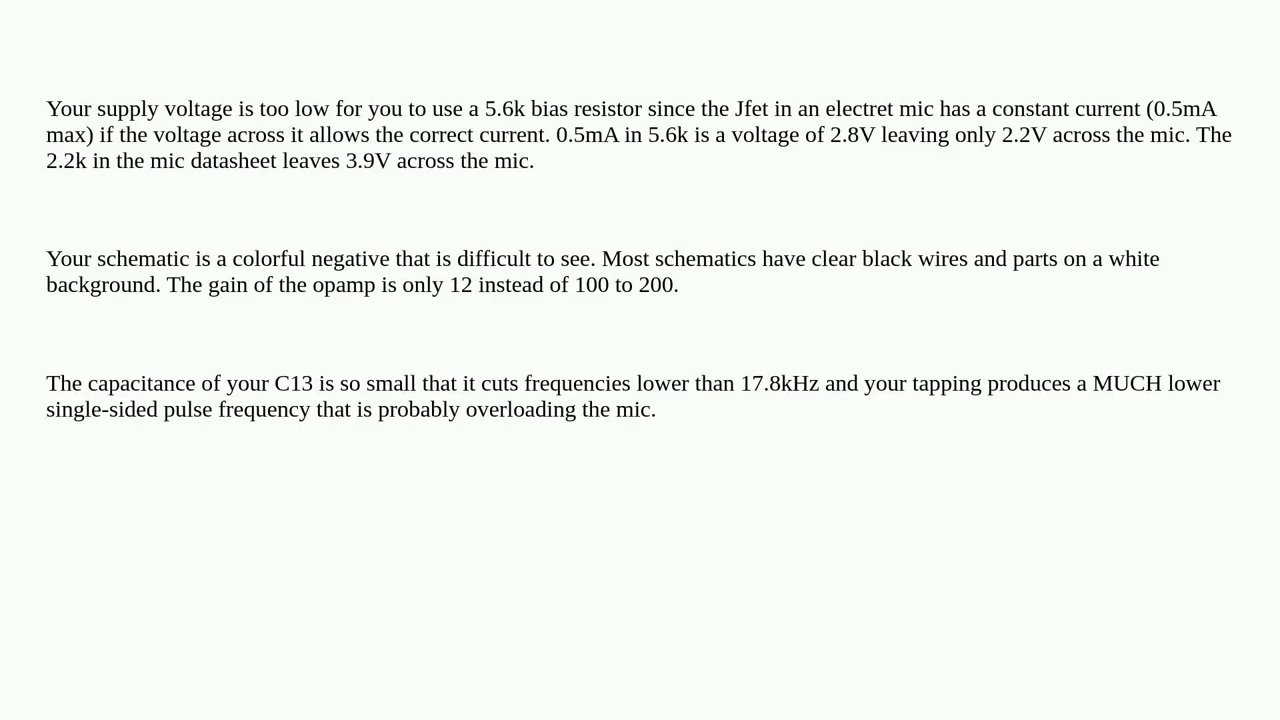 Your supply voltage is too low for you to use a 5.6k bias resistor since the Jfet in an electret mic has a constant current (0.5mA
max) if the voltage across it allows the correct current. 0.5mA in 5.6k is a voltage of 2.8V leaving only 2.2V across the mic. The
2.2k in the mic datasheet leaves 3.9V across the mic.
Your schematic is a colorful negative that is difficult to see. Most schematics have clear black wires and parts on a white
background. The gain of the opamp is only 12 instead of 100 to 200.
The capacitance of your C13 is so small that it cuts frequencies lower than 17.8kHz and your tapping produces a MUCH lower
single-sided pulse frequency that is probably overloading the mic.